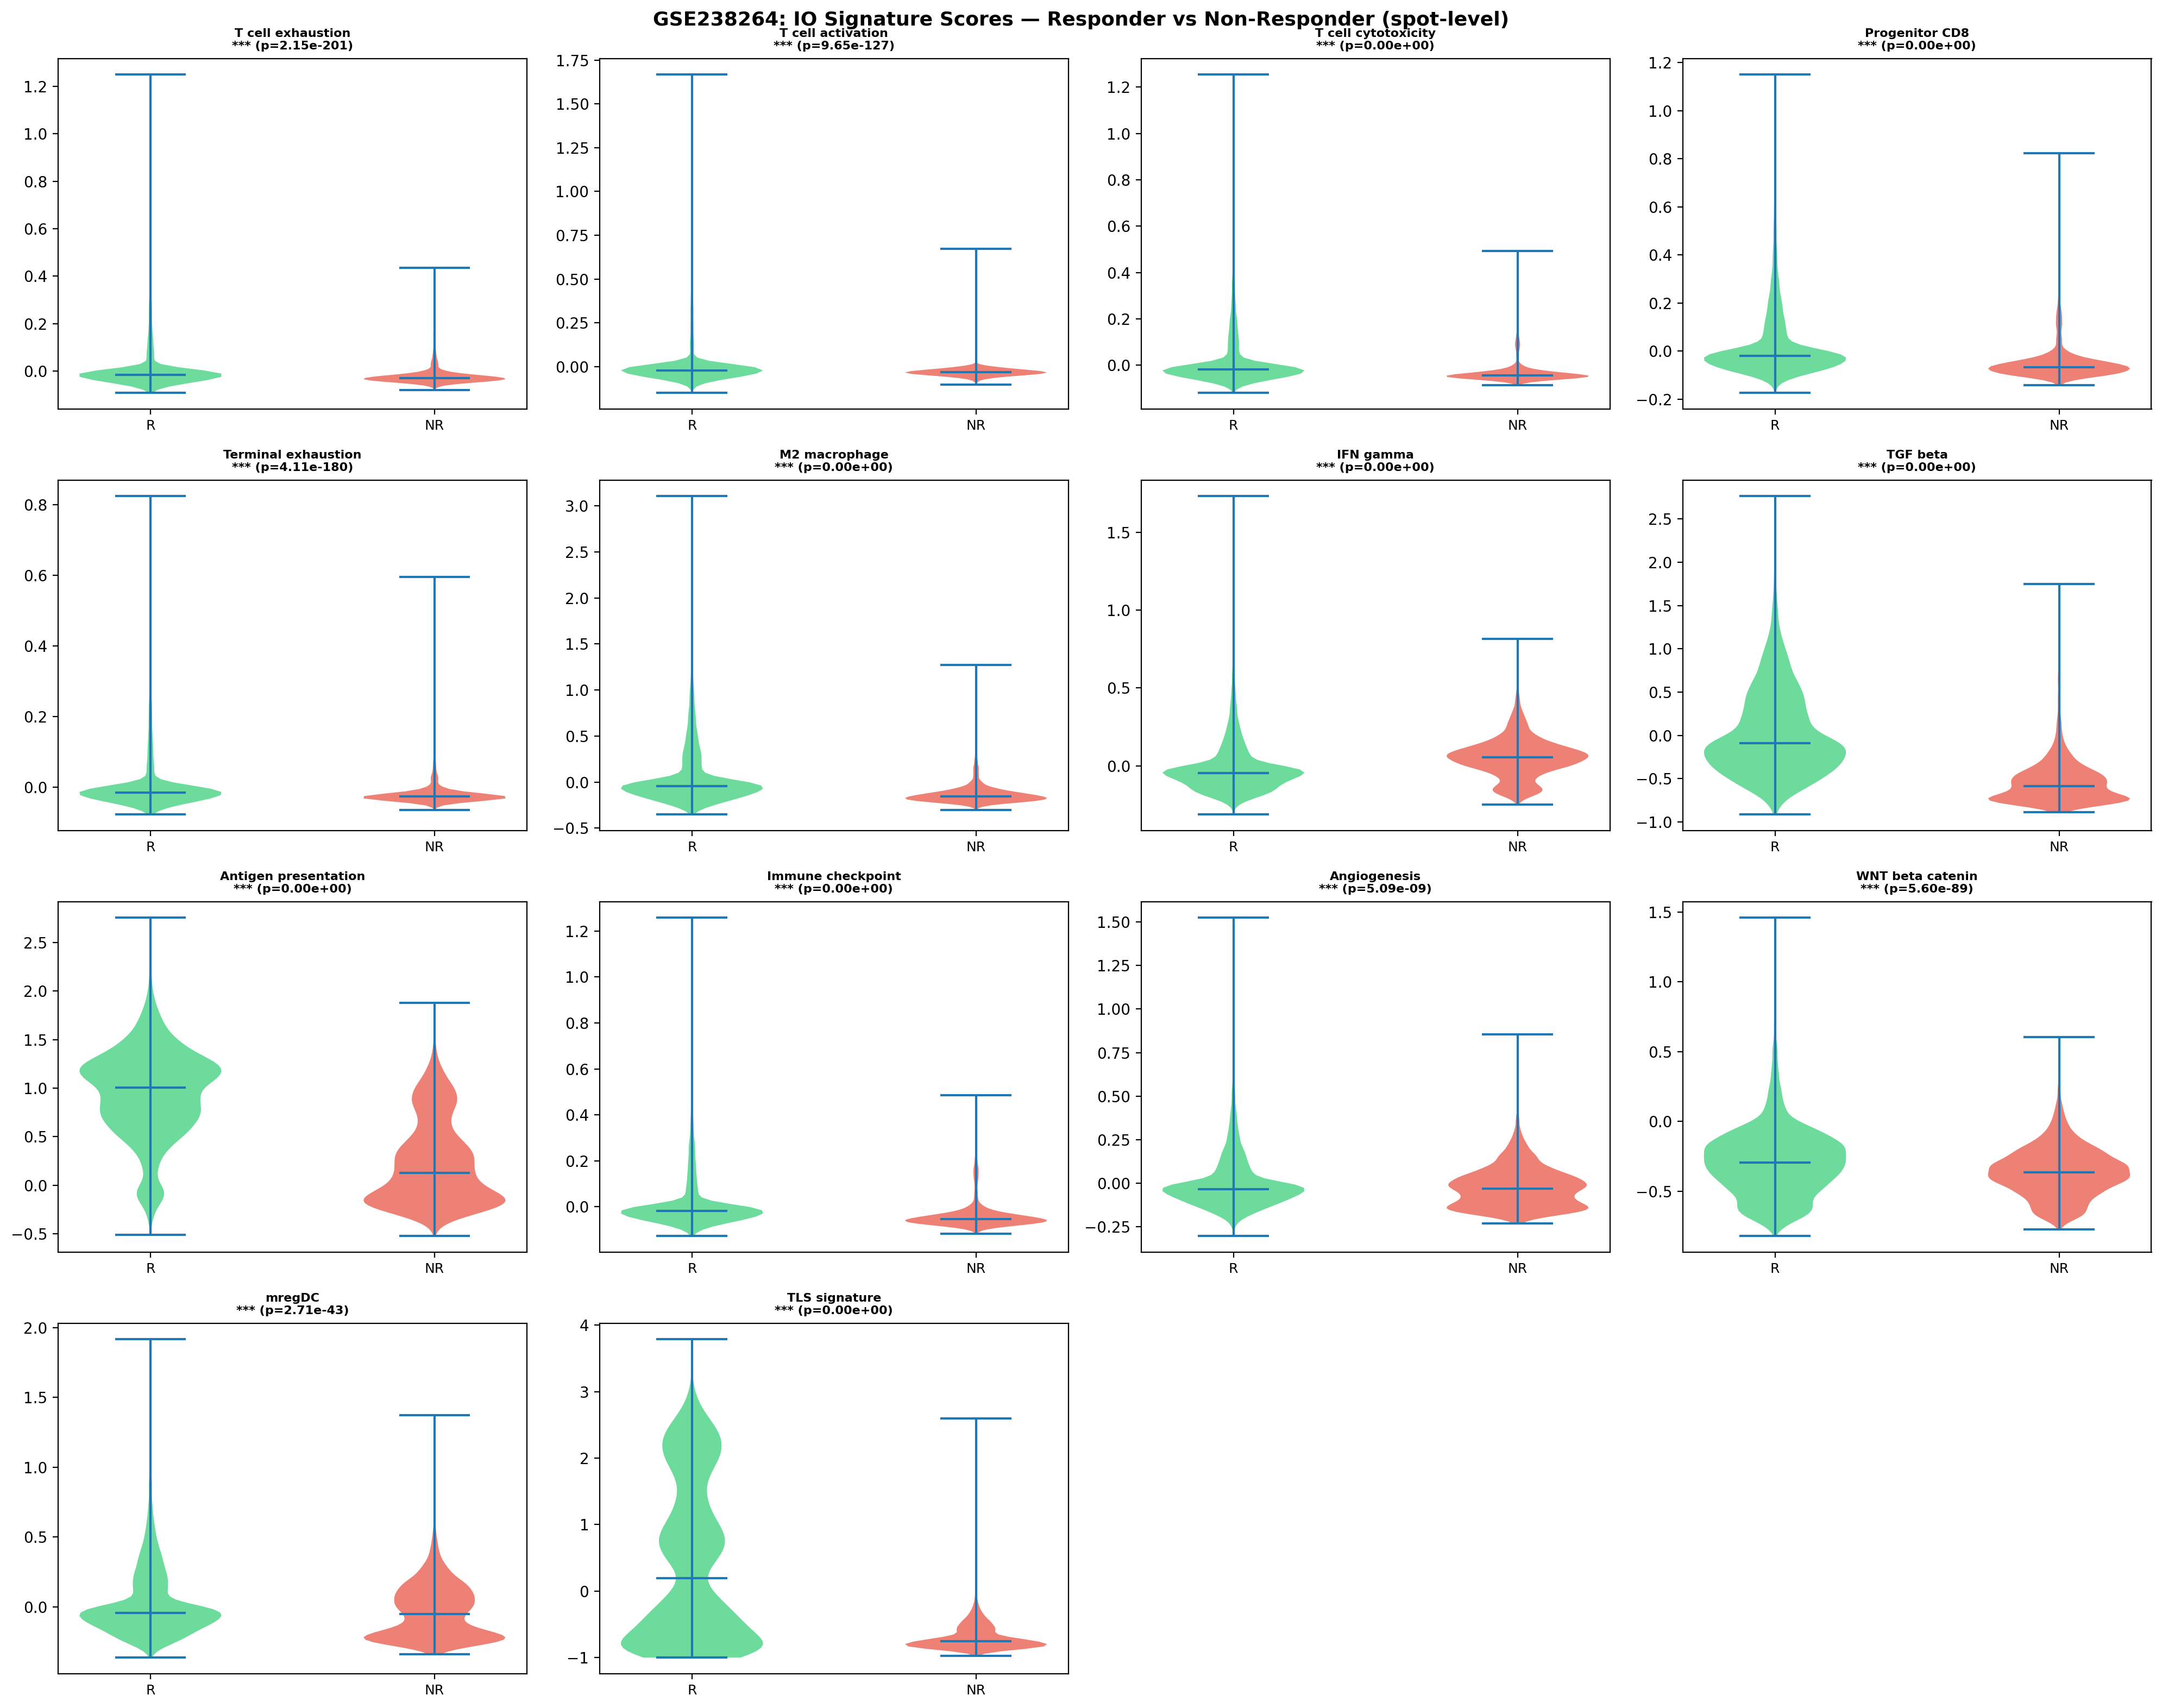 GSE238264: IO Signature Scores — Responder vs Non-Responder (spot-level)
T cell exhaustion
*** (p=2.15e-201)
1.2
1.0
0.8
0.6
0.4
0.2
0.0
R
NR
T cell activation
*** (p=9.65e-127)
1.75
1.50
1.25
1.00
0.75
0.50
0.25
0.00
R
NR
T cell cytotoxicity
*** (p=0.00e+00)
1.2
1.0
0.8
0.6
0.4
0.2
0.0
R
NR
Progenitor CD8
*** (p=0.00e+00)
1.2
1.0
0.8
0.6
0.4
0.2
0.0
−0.2
R
NR
Terminal exhaustion
*** (p=4.11e-180)
0.8
0.6
0.4
0.2
0.0
R
NR
M2 macrophage
*** (p=0.00e+00)
3.0
2.5
2.0
1.5
1.0
0.5
0.0
−0.5
R
NR
IFN gamma
*** (p=0.00e+00)
1.5
1.0
0.5
0.0
R
NR
TGF beta
*** (p=0.00e+00)
2.5
2.0
1.5
1.0
0.5
0.0
−0.5
−1.0
R
NR
Antigen presentation
*** (p=0.00e+00)
2.5
2.0
1.5
1.0
0.5
0.0
−0.5
R
NR
Immune checkpoint
*** (p=0.00e+00)
1.2
1.0
0.8
0.6
0.4
0.2
0.0
R
NR
Angiogenesis
*** (p=5.09e-09)
1.50
1.25
1.00
0.75
0.50
0.25
0.00
−0.25
R
NR
WNT beta catenin
*** (p=5.60e-89)
1.5
1.0
0.5
0.0
−0.5
R
NR
mregDC
*** (p=2.71e-43)
2.0
1.5
1.0
0.5
0.0
R
NR
TLS signature
*** (p=0.00e+00)
4
3
2
1
0
−1
R
NR